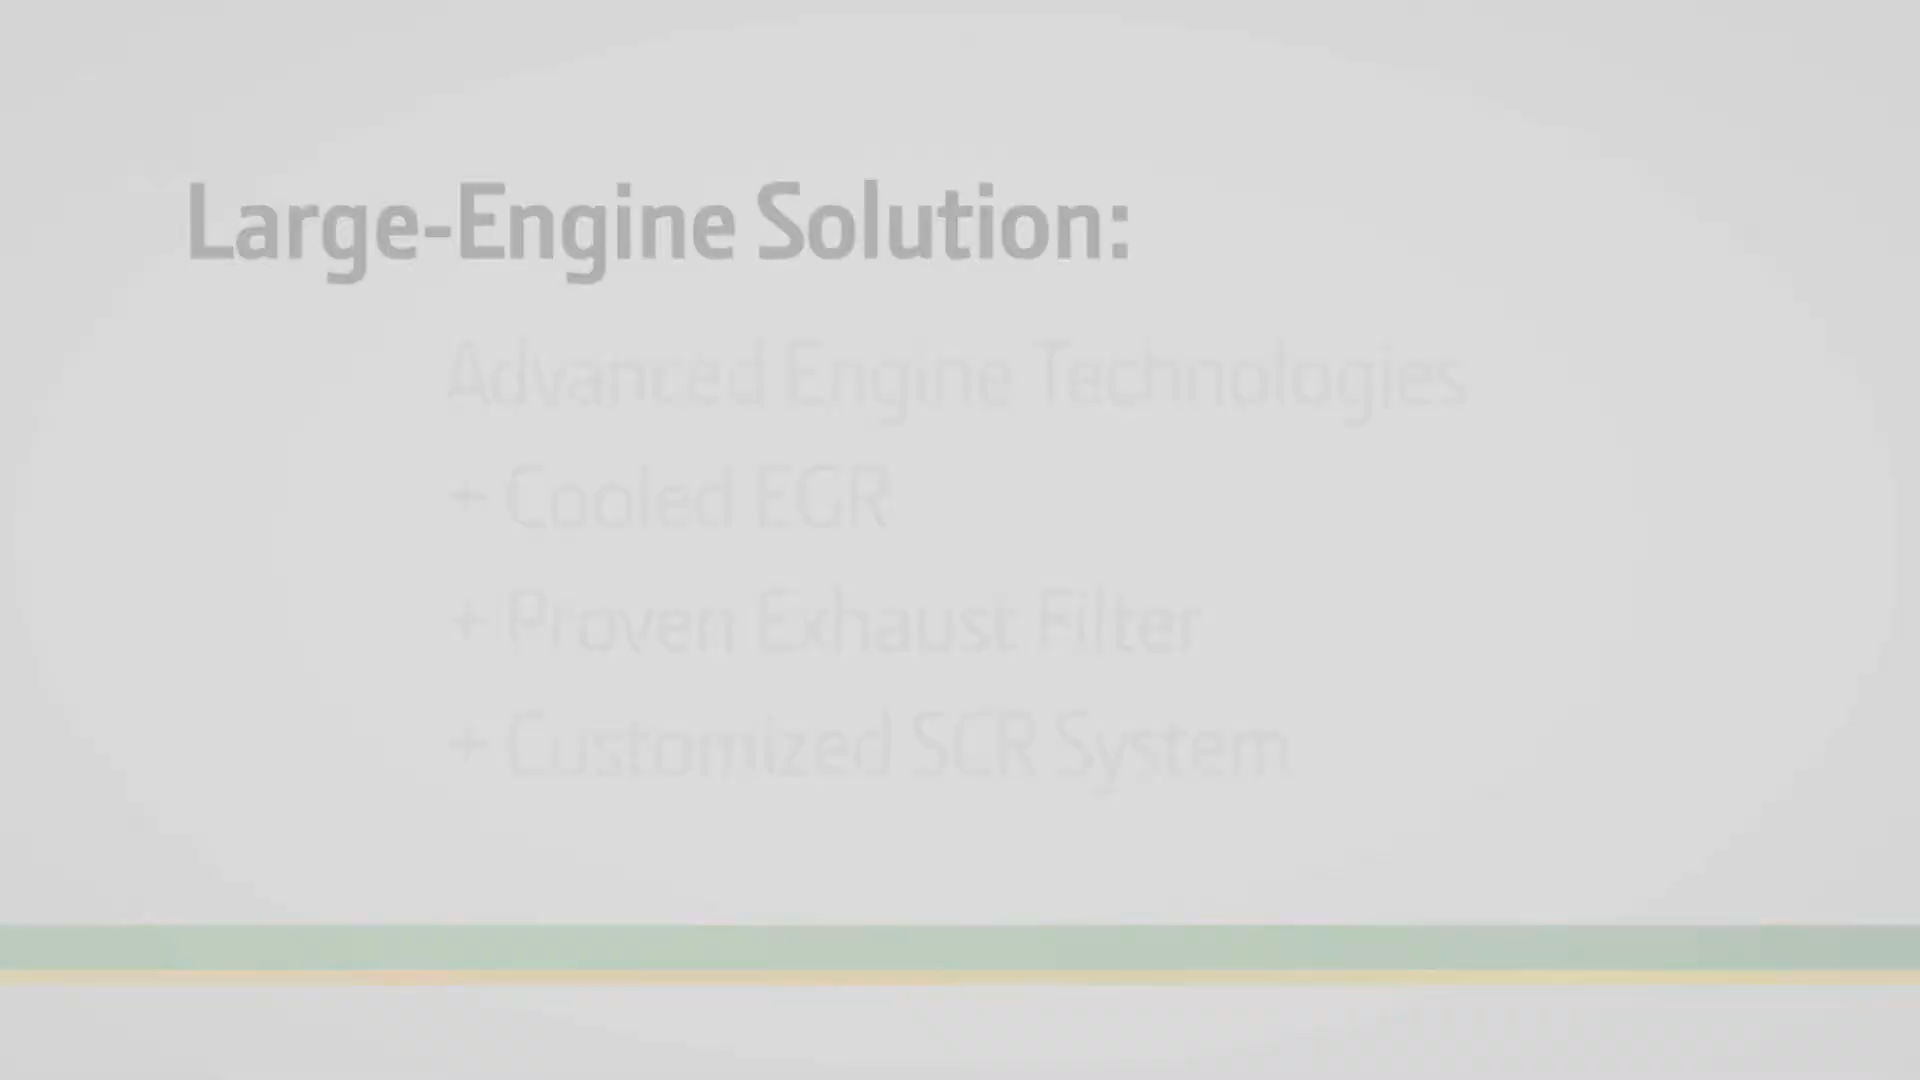 Large-Engine Solution:
Advanced Engine Technologies
+ Cooled EGR
+ Proven Exhaust Filter
+ Customized SCR System